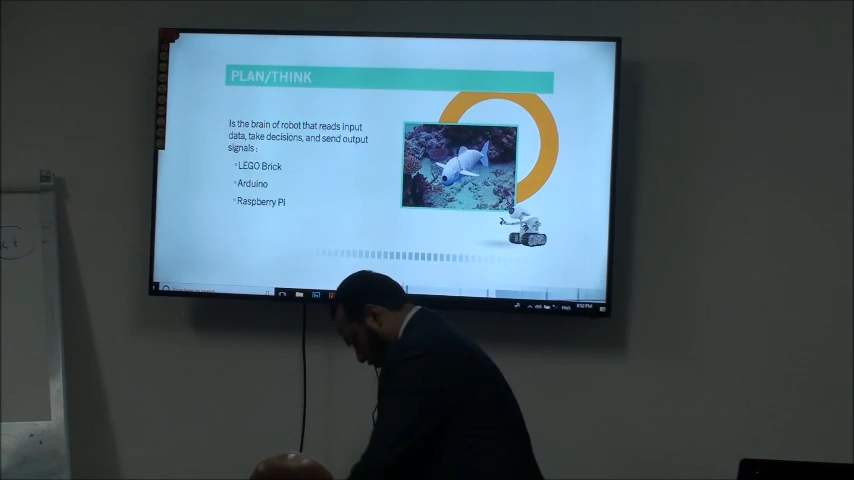 PLAN/THINK
Is the brain of robot that reads input
data, take decisions, and send output
signals :
◦LEGO Brick
◦Arduino
◦Raspberry Pi